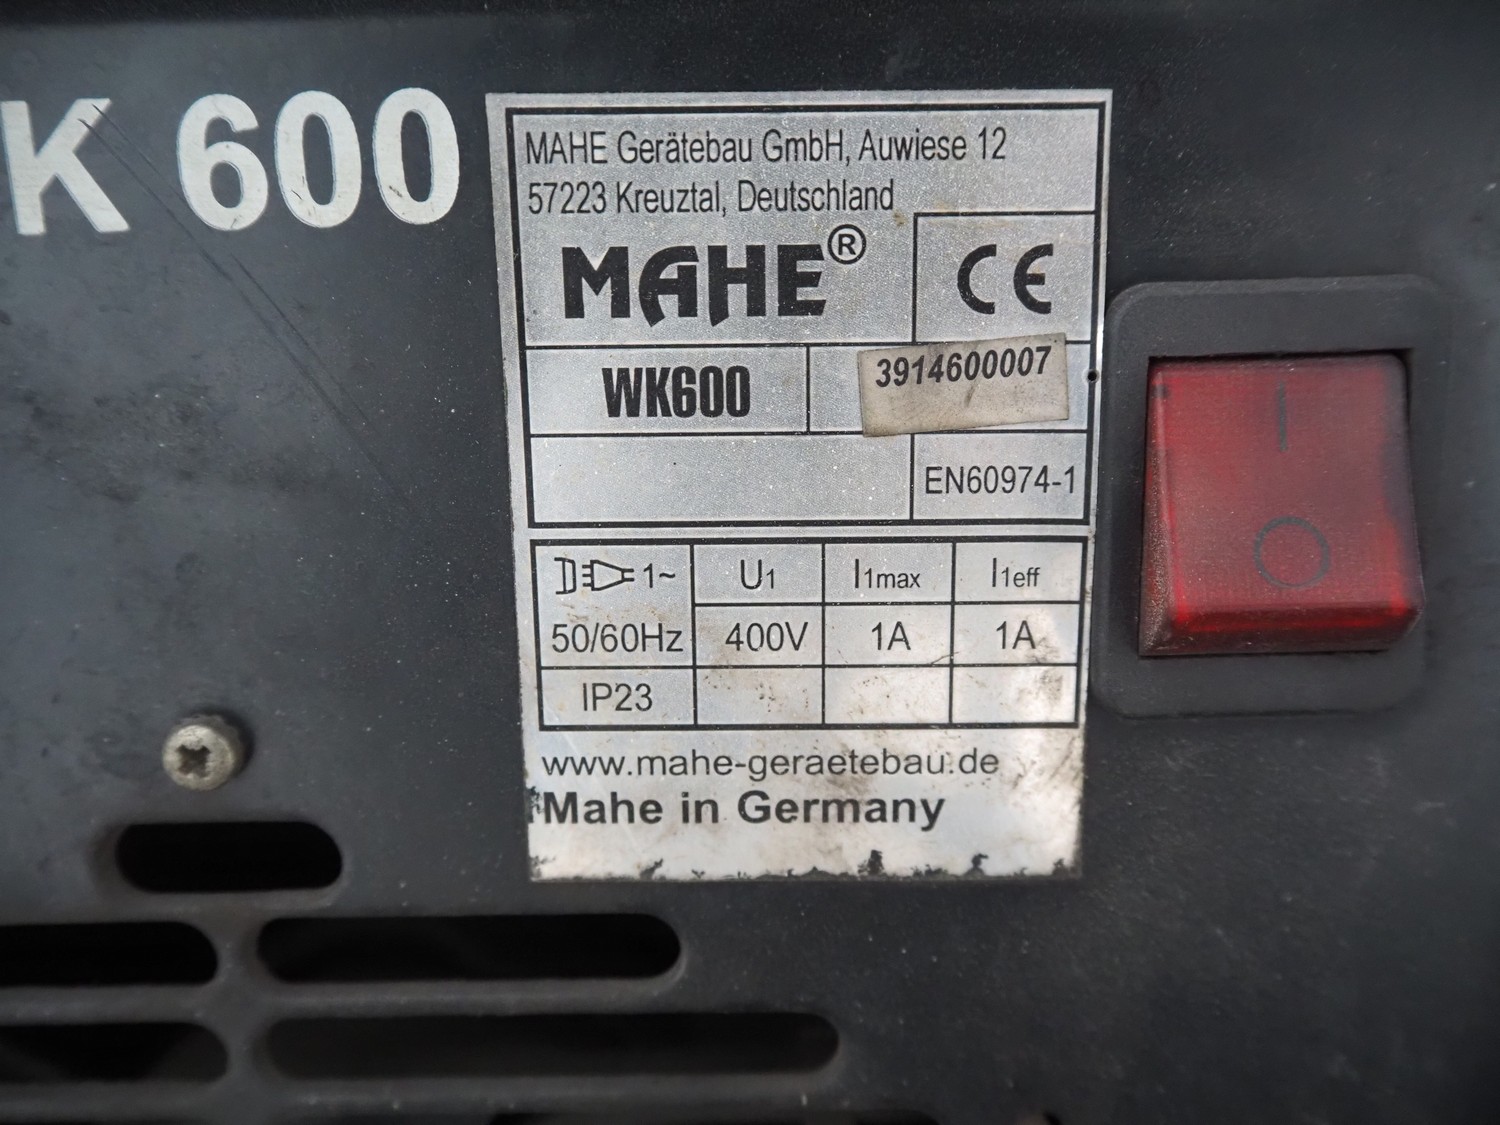 K 600
MAHE Gerätebau GmbH, Auwiese 12
57223 Kreuztal, Deutschland
MAHE®
CE
WK600
3914600007
EN60974-1
1~ U1 I1max I1eff
50/60Hz 400V 1A 1A
IP23
www.mahe-geraetebau.de
Mahe in Germany
I
O